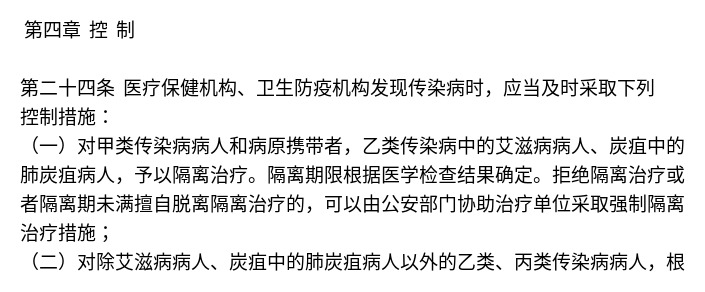 第四章 控 制
第二十四条 医疗保健机构、卫生防疫机构发现传染病时，应当及时采取下列
控制措施：
（一）对甲类传染病病人和病原携带者，乙类传染病中的艾滋病病人、炭疽中的
肺炭疽病人，予以隔离治疗。隔离期限根据医学检查结果确定。拒绝隔离治疗或
者隔离期未满擅自脱离隔离治疗的，可以由公安部门协助治疗单位采取强制隔离
治疗措施；
（二）对除艾滋病病人、炭疽中的肺炭疽病人以外的乙类、丙类传染病病人，根